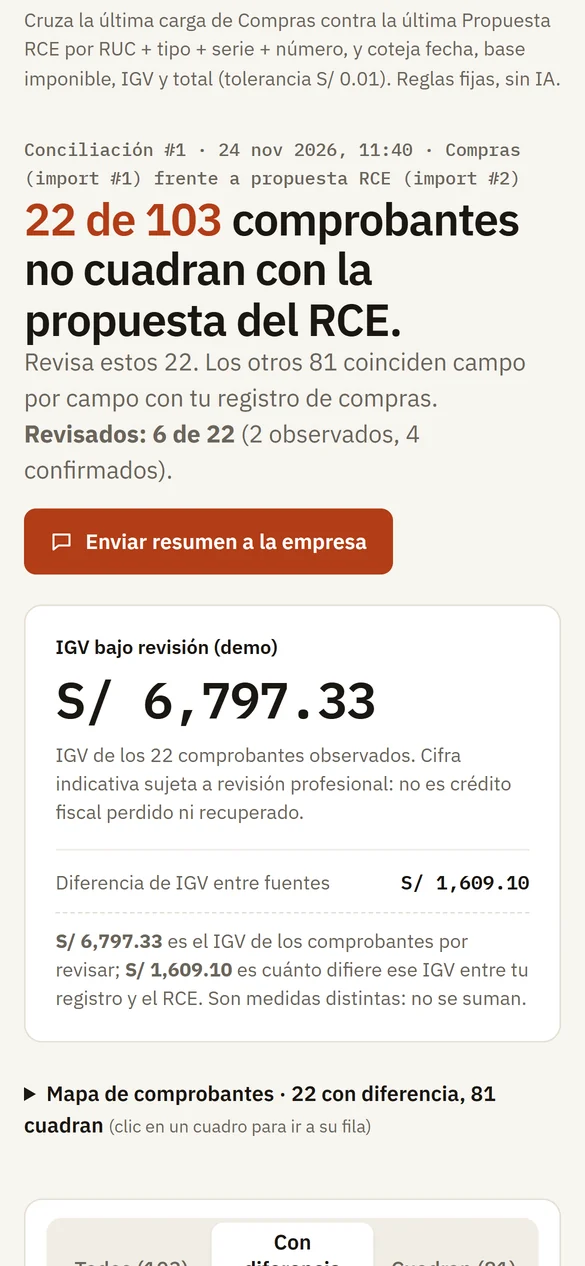 Cruza la última carga de Compras contra la última Propuesta
RCE por RUC + tipo + serie + número, y coteja fecha, base
imponible, IGV y total (tolerancia S/ 0.01). Reglas fijas, sin IA.
Conciliación #1 · 24 nov 2026, 11:40 · Compras
(import #1) frente a propuesta RCE (import #2)
22 de 103 comprobantes
no cuadran con la
propuesta del RCE.
Revisa estos 22. Los otros 81 coinciden campo
por campo con tu registro de compras.
Revisados: 6 de 22 (2 observados, 4
confirmados).
Enviar resumen a la empresa
IGV bajo revisión (demo)
S/ 6,797.33
IGV de los 22 comprobantes observados. Cifra
indicativa sujeta a revisión profesional: no es crédito
fiscal perdido ni recuperado.
Diferencia de IGV entre fuentes S/ 1,609.10
S/ 6,797.33 es el IGV de los comprobantes por
revisar; S/ 1,609.10 es cuánto difiere ese IGV entre tu
registro y el RCE. Son medidas distintas: no se suman.
▶ Mapa de comprobantes · 22 con diferencia, 81
cuadran (clic en un cuadro para ir a su fila)
Con
Todos (103) diferencia Cuadran (81)